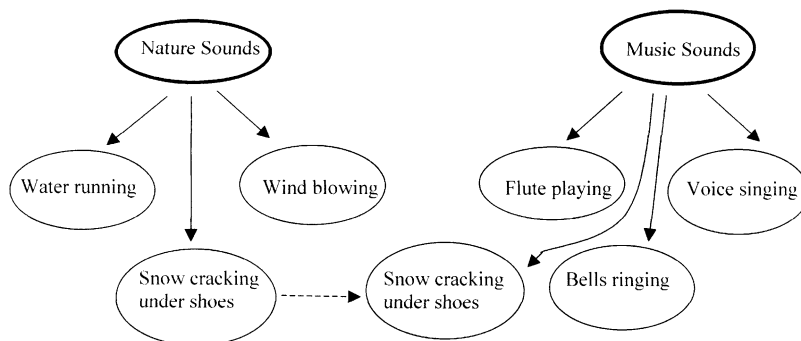 Nature Sounds
Music Sounds
Water running
Wind blowing
Flute playing
Voice singing
Snow cracking
under shoes
Snow cracking
under shoes
Bells ringing